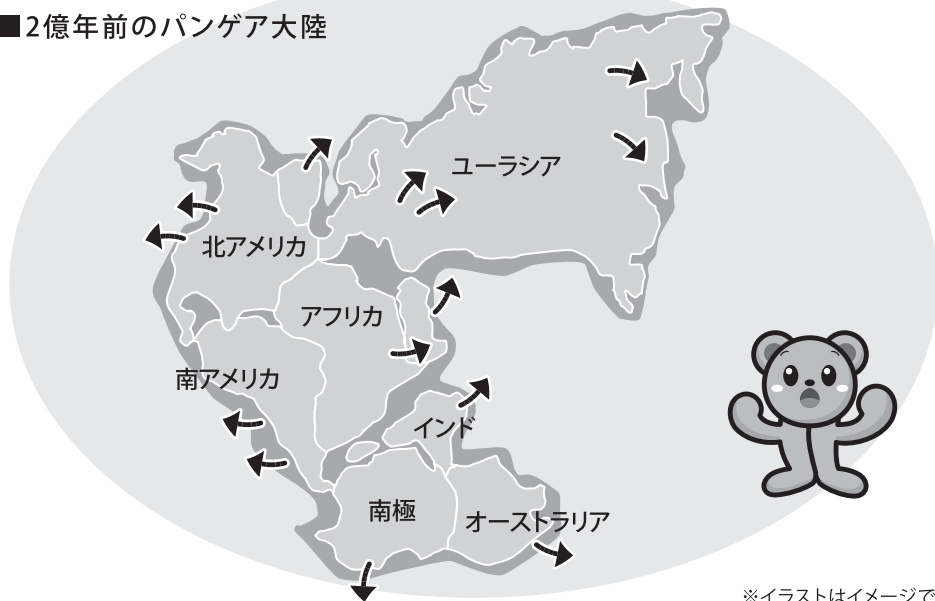 ■2億年前のパンゲア大陸
ユーラシア
北アメリカ
アフリカ
南アメリカ
インド
南極
オーストラリア
※イラストはイメージで